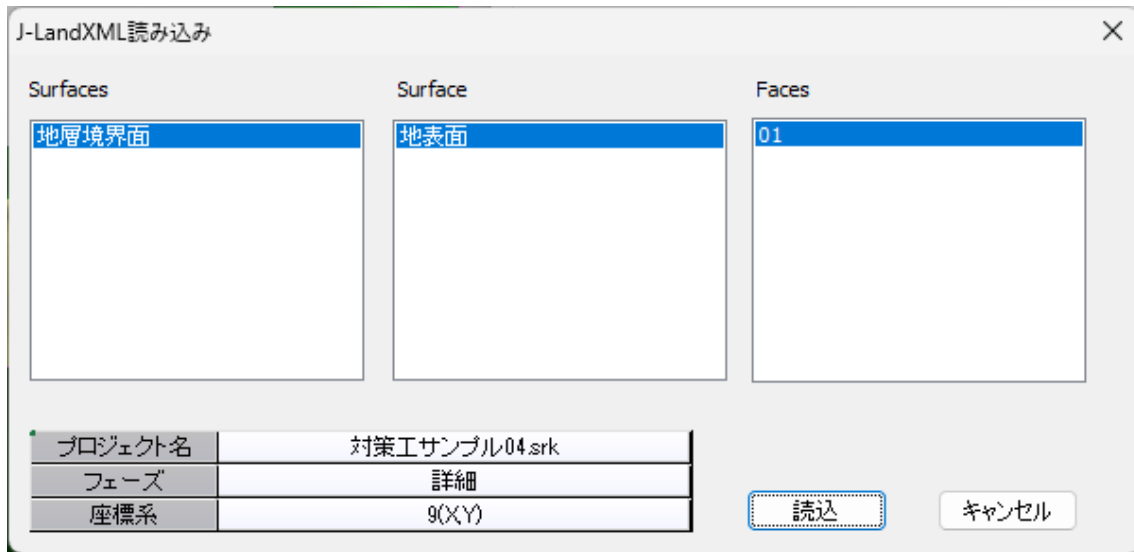 J-LandXML読み込み
Surfaces Surface Faces
地層境界面 地表面 01
プロジェクト名 対策工サンプル04.srk
フェーズ 詳細
座標系 9(X,Y)
読込 キャンセル